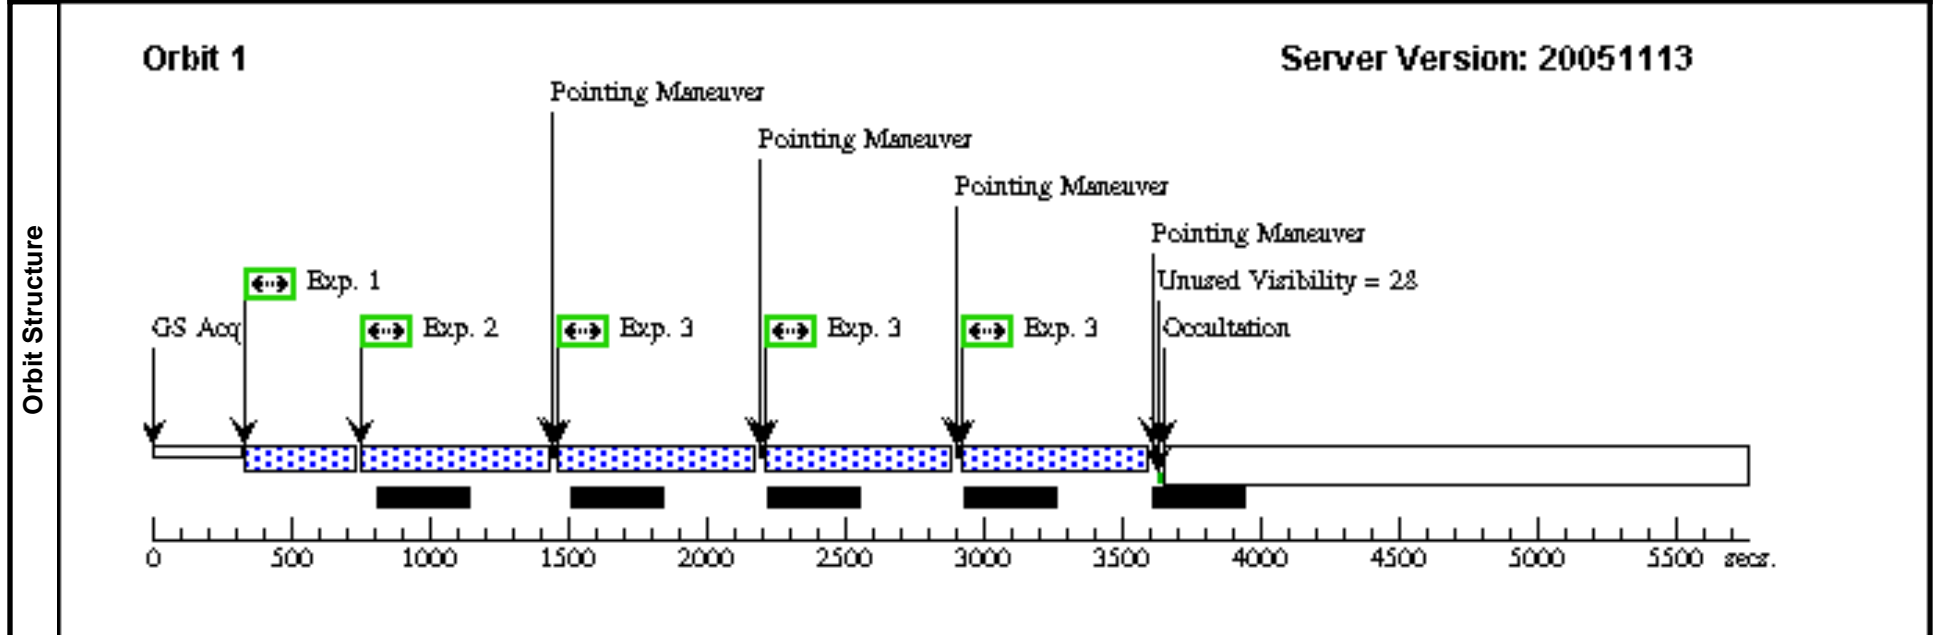 Orbit Structure
Orbit 1
Server Version: 20051113
Pointing Maneuver
Pointing Maneuver
Pointing Maneuver
Pointing Maneuver
Exp. 1
Unused Visibility = 28
GS Acq
Exp. 2
Exp. 3
Exp. 3
Exp. 3
Occultation
0 500 1000 1500 2000 2500 3000 3500 4000 4500 5000 5500 secs.